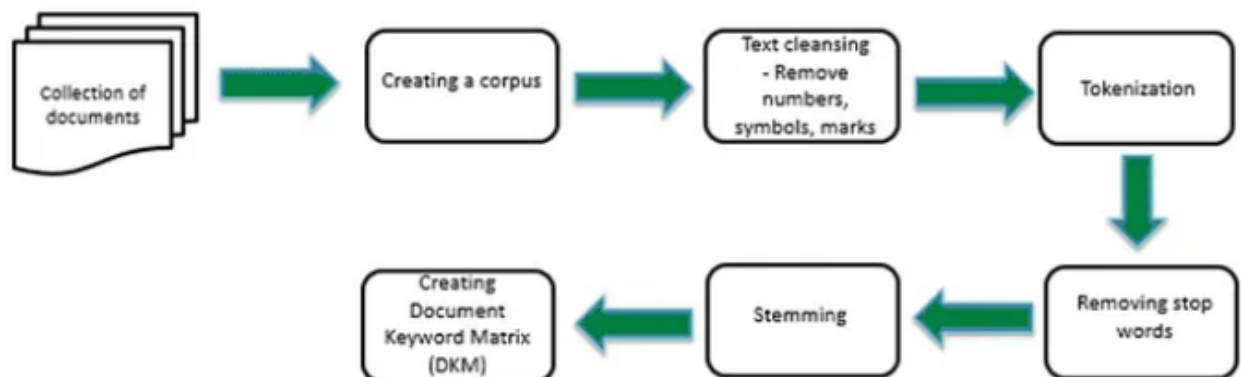 Collection of
documents
Creating a corpus
Text cleansing
- Remove
numbers,
symbols, marks
Tokenization
Removing stop
words
Stemming
Creating
Document
Keyword Matrix
(DKM)